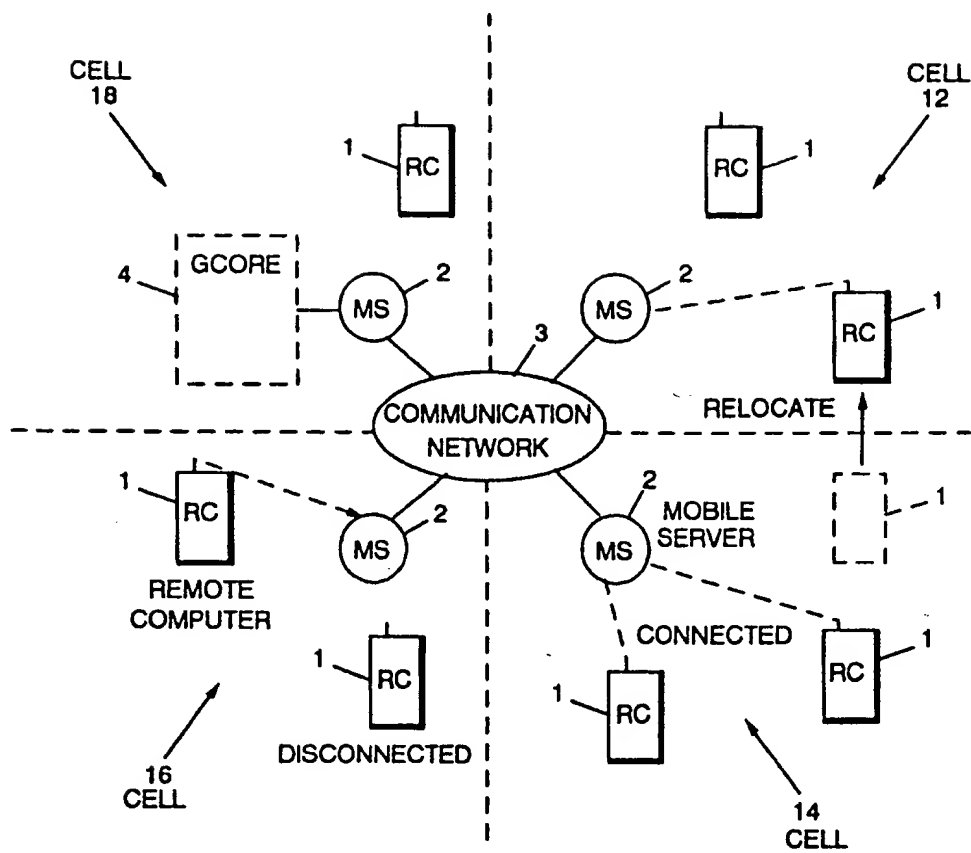 CELL
18
CELL
12
1
RC
RC
1
4
GCORE
MS
2
MS
2
RC
1
3
COMMUNICATION
NETWORK
RELOCATE
1
RC
REMOTE
COMPUTER
MS
2
MS
2
MOBILE
SERVER
1
1
RC
DISCONNECTED
CONNECTED
1
RC
RC
1
16
CELL
14
CELL